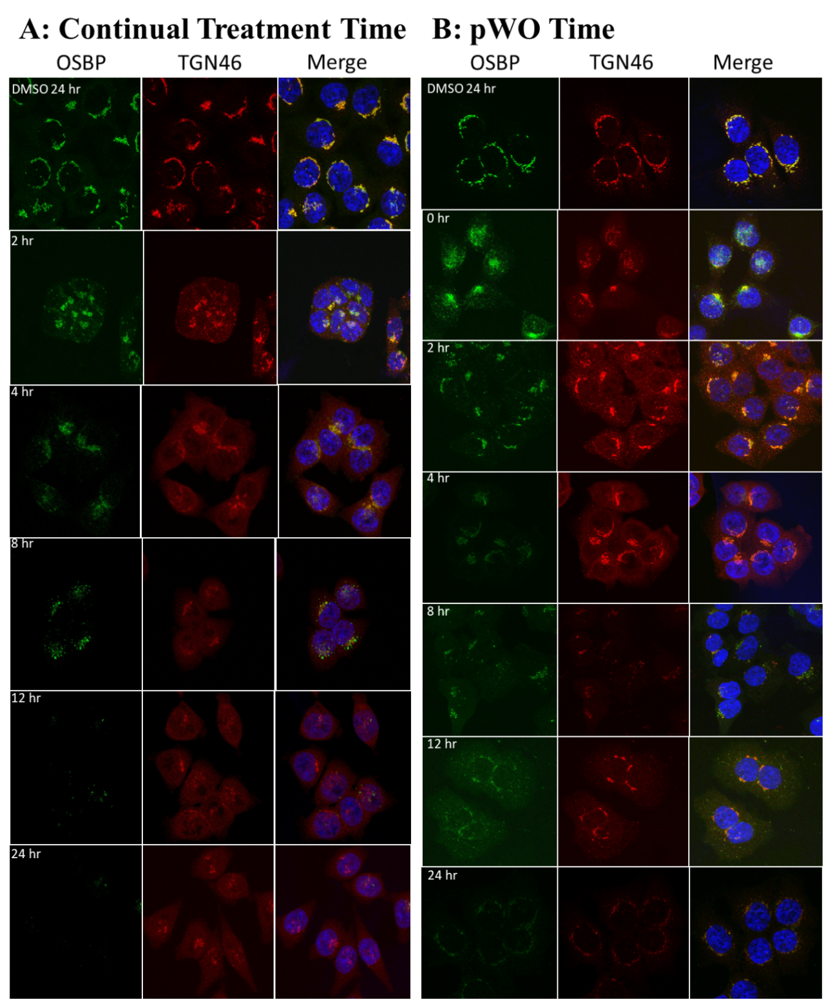 A: Continual Treatment Time
OSBP TGN46 Merge
DMSO 24 hr
2 hr
4 hr
8 hr
12 hr
24 hr
B: pWO Time
OSBP TGN46 Merge
DMSO 24 hr
0 hr
2 hr
4 hr
8 hr
12 hr
24 hr